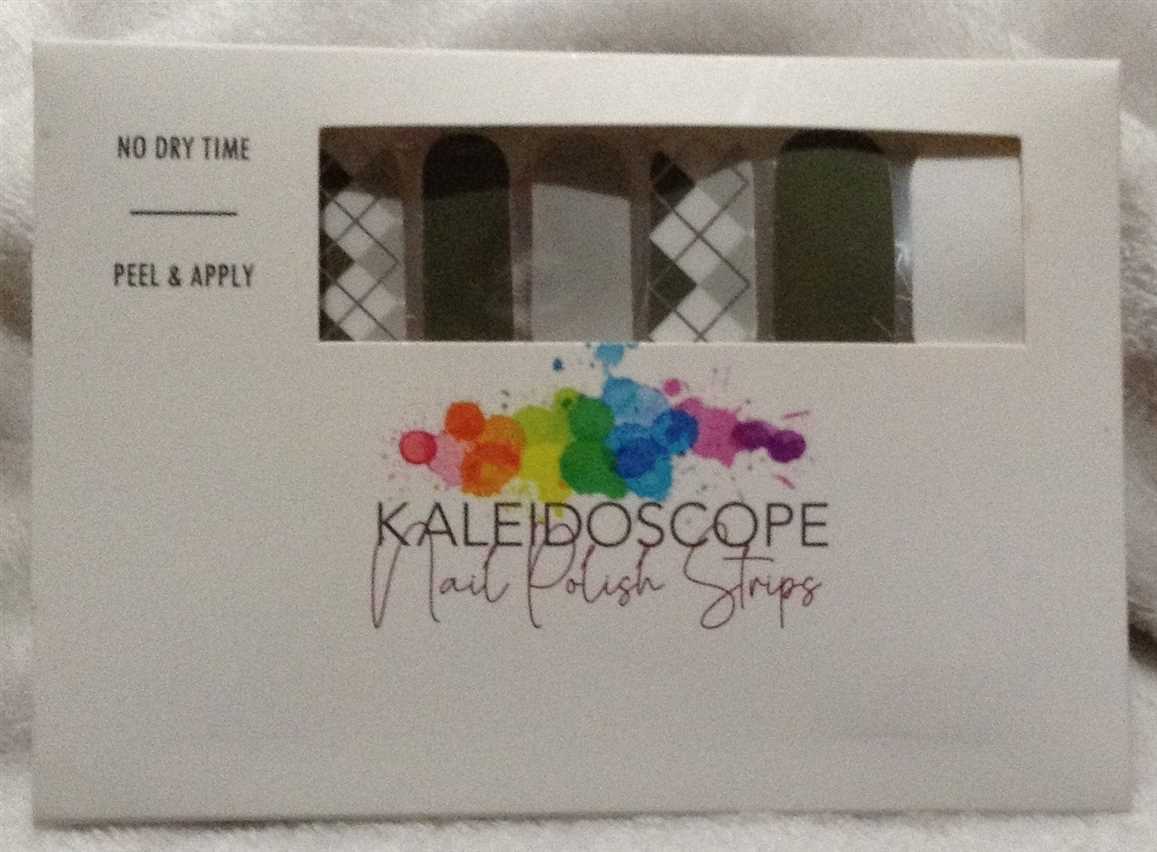 NO DRY TIME
PEEL & APPLY
KALEIDOSCOPE
Nail Polish Strips